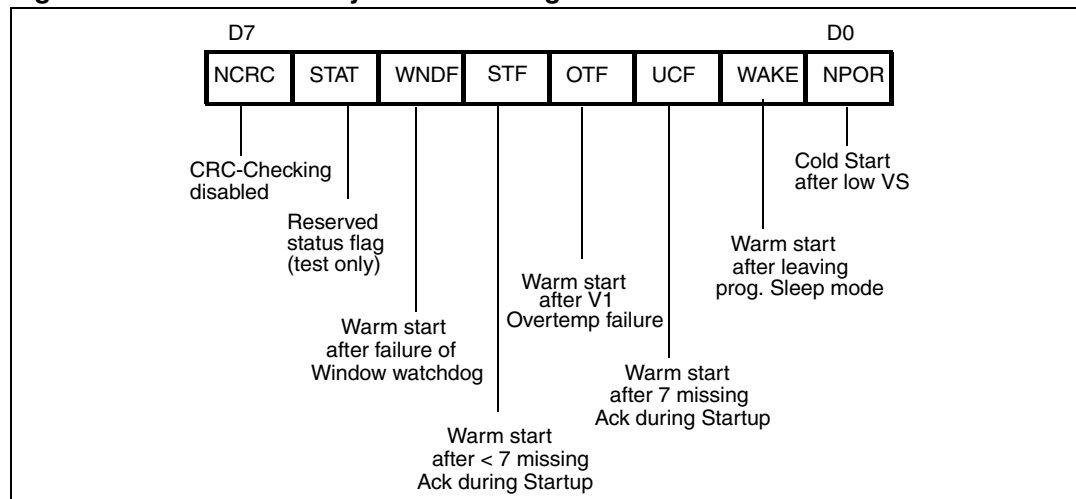 D7 D0
NCRC STAT WNDF STF OTF UCF WAKE NPOR
CRC-Checking
disabled
Cold Start
after low VS
Reserved
status flag
(test only)
Warm start
after leaving
prog. Sleep mode
Warm start
after V1
Overtemp failure
Warm start
after failure of
Window watchdog
Warm start
after 7 missing
Ack during Startup
Warm start
after < 7 missing
Ack during Startup